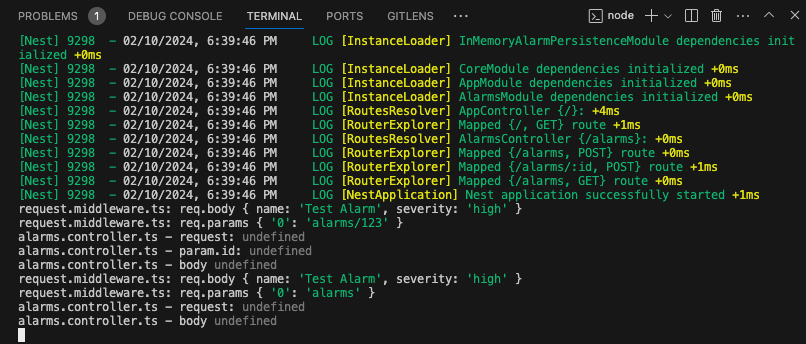 PROBLEMS 1 DEBUG CONSOLE TERMINAL PORTS GITLENS ··· node
[Nest] 9298  - 02/10/2024, 6:39:46 PM     LOG [InstanceLoader] InMemoryAlarmPersistenceModule dependencies init
ialized +0ms
[Nest] 9298  - 02/10/2024, 6:39:46 PM     LOG [InstanceLoader] CoreModule dependencies initialized +0ms
[Nest] 9298  - 02/10/2024, 6:39:46 PM     LOG [InstanceLoader] AppModule dependencies initialized +0ms
[Nest] 9298  - 02/10/2024, 6:39:46 PM     LOG [InstanceLoader] AlarmsModule dependencies initialized +0ms
[Nest] 9298  - 02/10/2024, 6:39:46 PM     LOG [RoutesResolver] AppController {/}: +4ms
[Nest] 9298  - 02/10/2024, 6:39:46 PM     LOG [RouterExplorer] Mapped {/, GET} route +1ms
[Nest] 9298  - 02/10/2024, 6:39:46 PM     LOG [RoutesResolver] AlarmsController {/alarms}: +0ms
[Nest] 9298  - 02/10/2024, 6:39:46 PM     LOG [RouterExplorer] Mapped {/alarms, POST} route +0ms
[Nest] 9298  - 02/10/2024, 6:39:46 PM     LOG [RouterExplorer] Mapped {/alarms/:id, POST} route +1ms
[Nest] 9298  - 02/10/2024, 6:39:46 PM     LOG [RouterExplorer] Mapped {/alarms, GET} route +0ms
[Nest] 9298  - 02/10/2024, 6:39:46 PM     LOG [NestApplication] Nest application successfully started +1ms
request.middleware.ts: req.body { name: 'Test Alarm', severity: 'high' }
request.middleware.ts: req.params { '0': 'alarms/123' }
alarms.controller.ts - request: undefined
alarms.controller.ts - param.id: undefined
alarms.controller.ts - body undefined
request.middleware.ts: req.body { name: 'Test Alarm', severity: 'high' }
request.middleware.ts: req.params { '0': 'alarms' }
alarms.controller.ts - request: undefined
alarms.controller.ts - body undefined